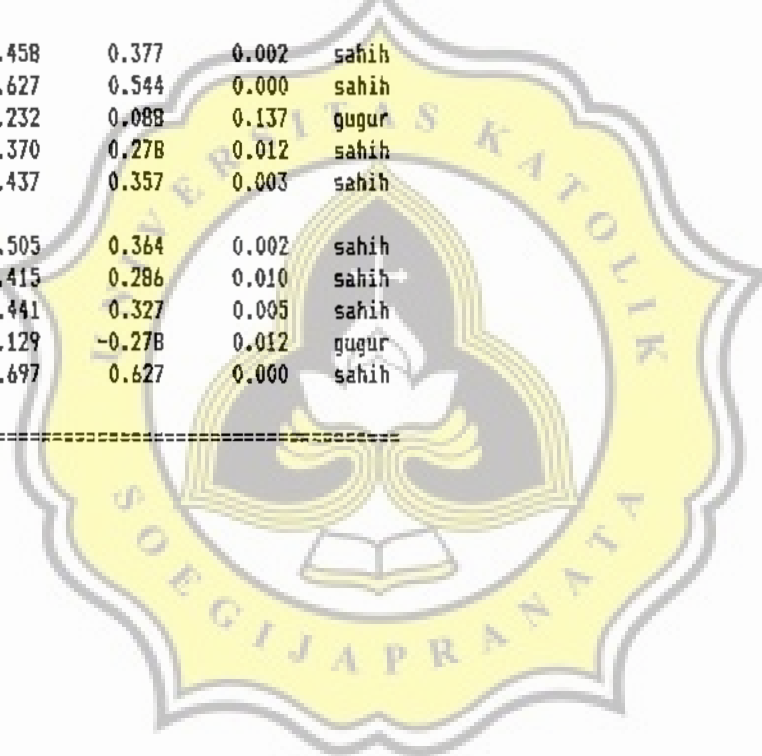 .458 0.377 0.002 sahih
.627 0.544 0.000 sahih
.232 0.088 0.137 gugur
.370 0.278 0.012 sahih
.437 0.357 0.003 sahih
.505 0.364 0.002 sahih
.415 0.286 0.010 sahih
.441 0.327 0.005 sahih
.129 -0.278 0.012 gugur
.697 0.627 0.000 sahih
===========================================
UNIVERSITAS KATOLIK
SOEGIJAPRANATA